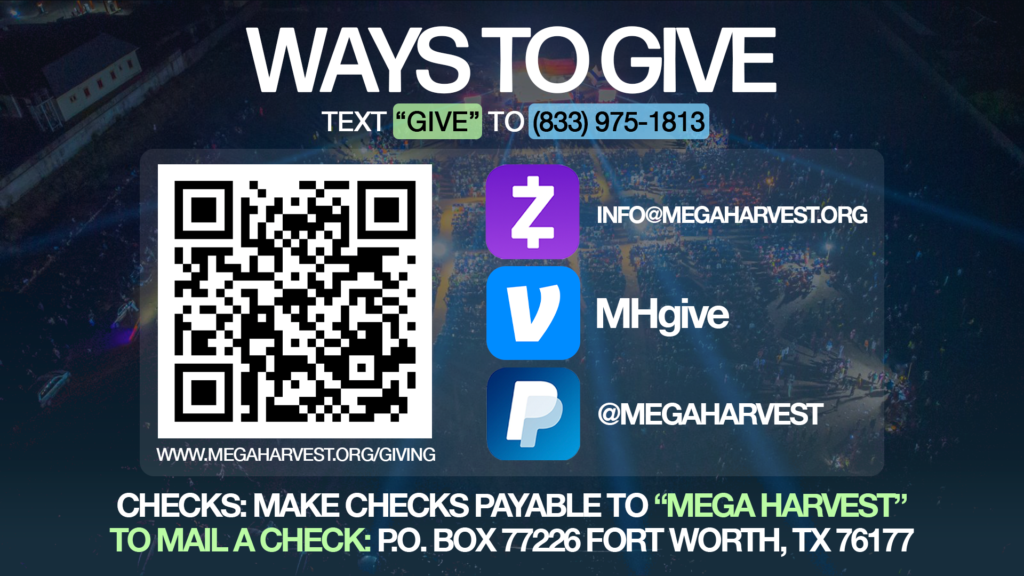 WAYS TO GIVE
TEXT “GIVE” TO (833) 975-1813
INFO@MEGAHARVEST.ORG
MHgive
@MEGAHARVEST
WWW.MEGAHARVEST.ORG/GIVING
CHECKS: MAKE CHECKS PAYABLE TO “MEGA HARVEST”
TO MAIL A CHECK: P.O. BOX 77226 FORT WORTH, TX 76177